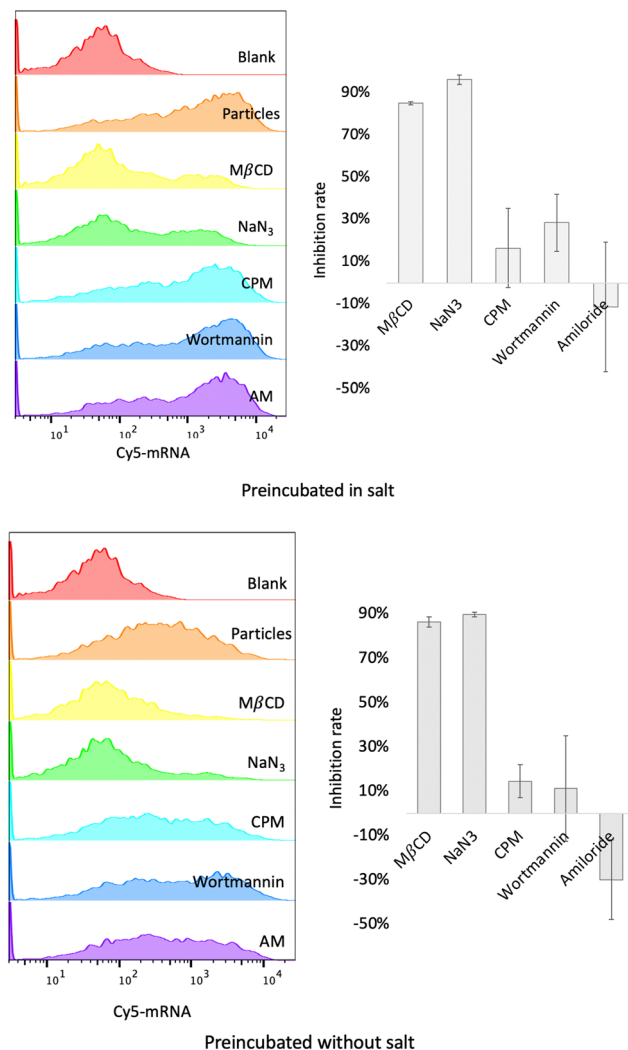 Blank
Particles
MβCD
NaN₃
CPM
Wortmannin
AM
10¹ 10² 10³ 10⁴
Cy5-mRNA
Inhibition rate
90%
70%
50%
30%
10%
-10%
-30%
-50%
MβCD NaN3 CPM Wortmannin Amiloride
Preincubated in salt
Blank
Particles
MβCD
NaN₃
CPM
Wortmannin
AM
10¹ 10² 10³ 10⁴
Cy5-mRNA
Inhibition rate
90%
70%
50%
30%
10%
-10%
-30%
-50%
MβCD NaN3 CPM Wortmannin Amiloride
Preincubated without salt